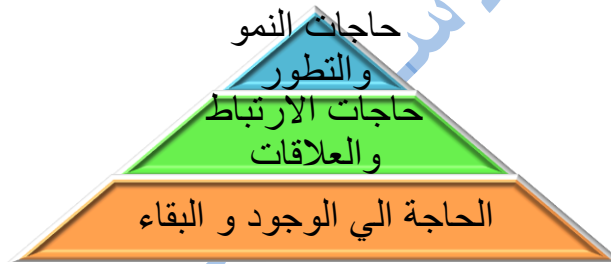 حاجات النمو
والتطور
حاجات الارتباط
والعلاقات
الحاجة الي الوجود و البقاء